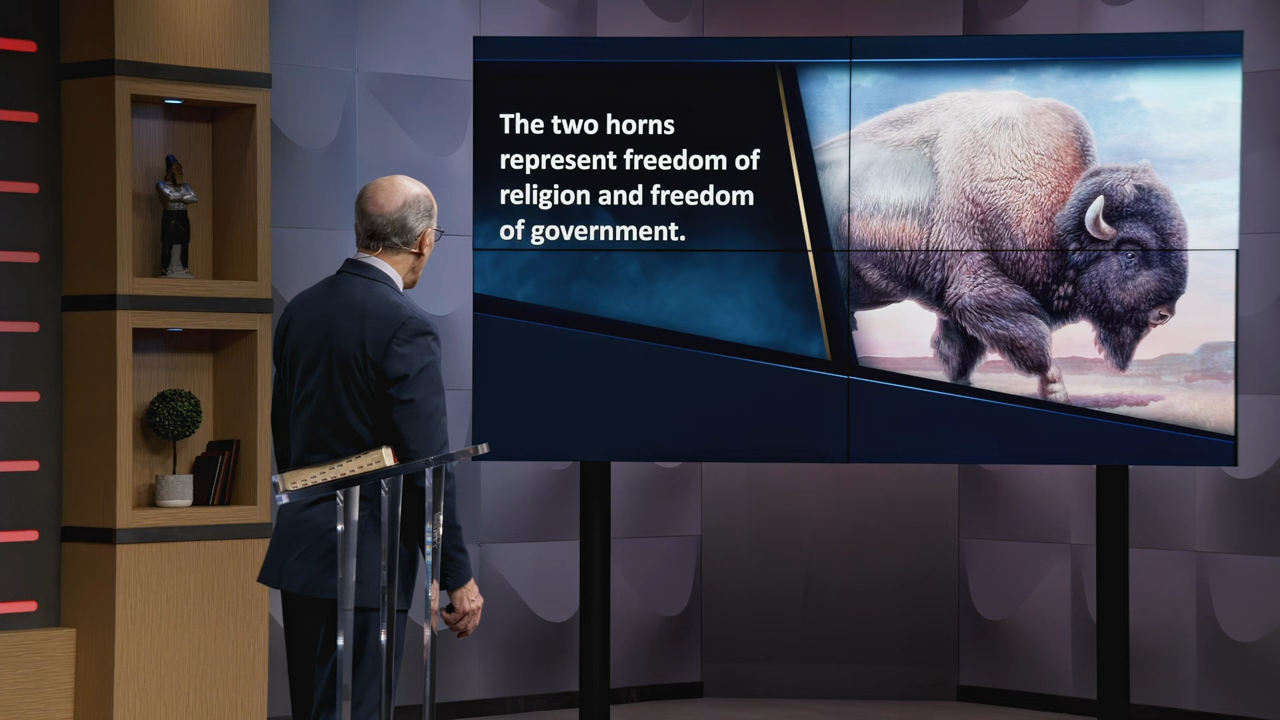 The two horns
represent freedom of
religion and freedom
of government.